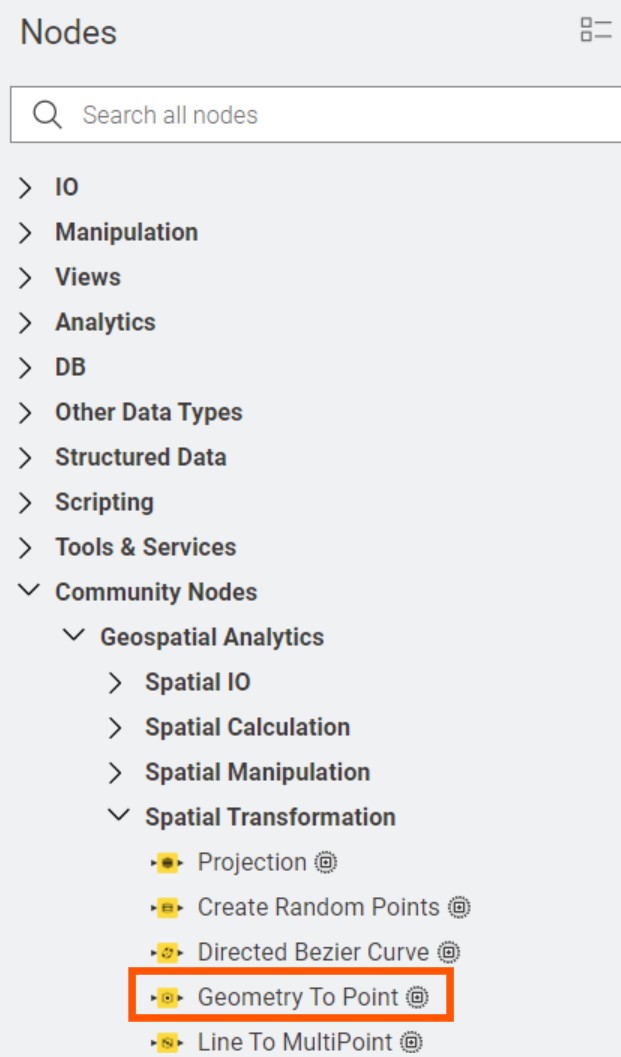 Nodes
Search all nodes
IO
Manipulation
Views
Analytics
DB
Other Data Types
Structured Data
Scripting
Tools & Services
Community Nodes
Geospatial Analytics
Spatial IO
Spatial Calculation
Spatial Manipulation
Spatial Transformation
Projection
Create Random Points
Directed Bezier Curve
Geometry To Point
Line To MultiPoint